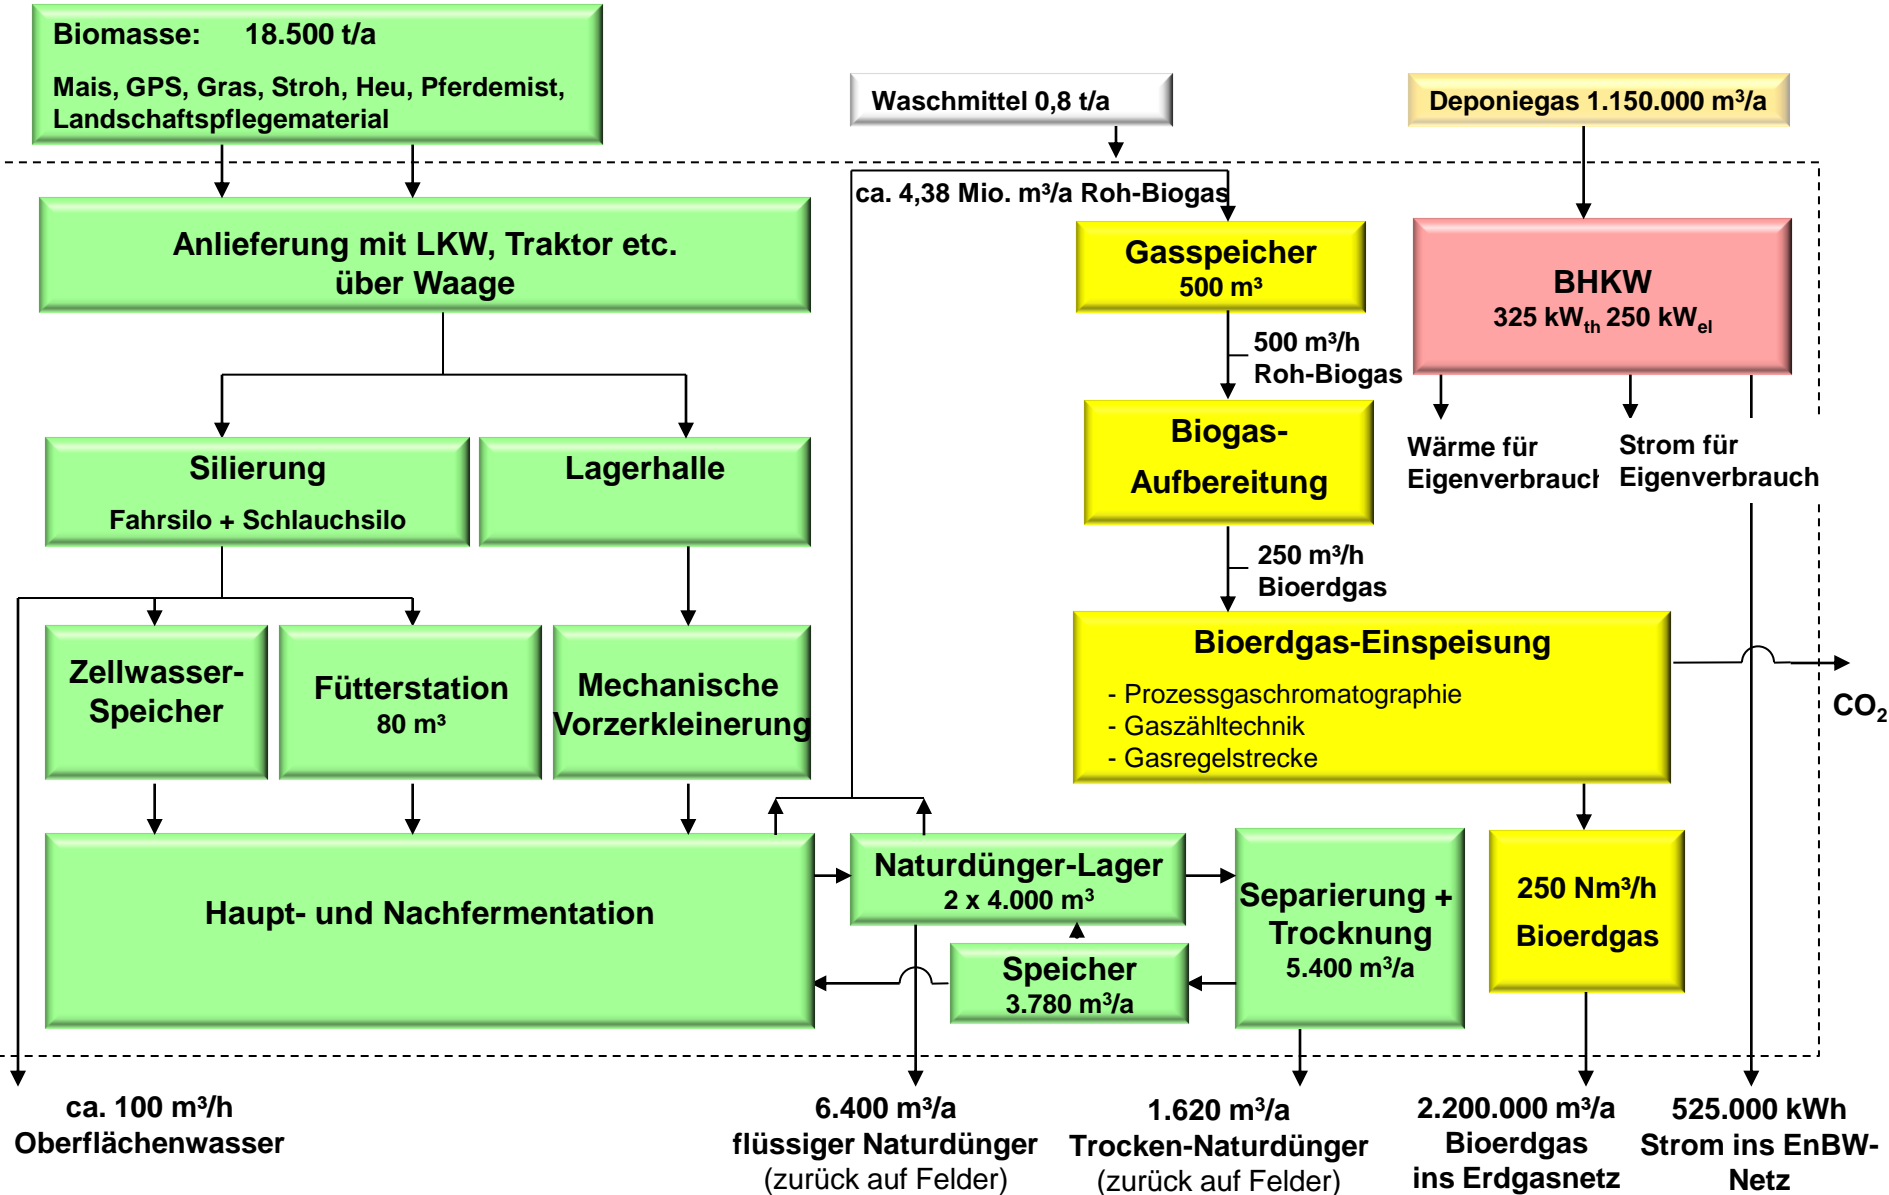 Biomasse: 18.500 t/a
Mais, GPS, Gras, Stroh, Heu, Pferdemist,
Landschaftspflegematerial
Waschmittel 0,8 t/a
Deponiegas 1.150.000 m³/a
ca. 4,38 Mio. m³/a Roh-Biogas
Anlieferung mit LKW, Traktor etc.
über Waage
Gasspeicher
500 m³
BHKW
325 kWth 250 kWel
500 m³/h
Roh-Biogas
Silierung
Fahrsilo + Schlauchsilo
Lagerhalle
Biogas-
Aufbereitung
Wärme für
Eigenverbrauch
Strom für
Eigenverbrauch
250 m³/h
Bioerdgas
Zellwasser-
Speicher
Fütterstation
80 m³
Mechanische
Vorzerkleinerung
Bioerdgas-Einspeisung
- Prozessgaschromatographie
- Gaszähltechnik
- Gasregelstrecke
CO2
Haupt- und Nachfermentation
Naturdünger-Lager
2 x 4.000 m³
Speicher
3.780 m³/a
Separierung +
Trocknung
5.400 m³/a
250 Nm³/h
Bioerdgas
ca. 100 m³/h
Oberflächenwasser
6.400 m³/a
flüssiger Naturdünger
(zurück auf Felder)
1.620 m³/a
Trocken-Naturdünger
(zurück auf Felder)
2.200.000 m³/a
Bioerdgas
ins Erdgasnetz
525.000 kWh
Strom ins EnBW-
Netz